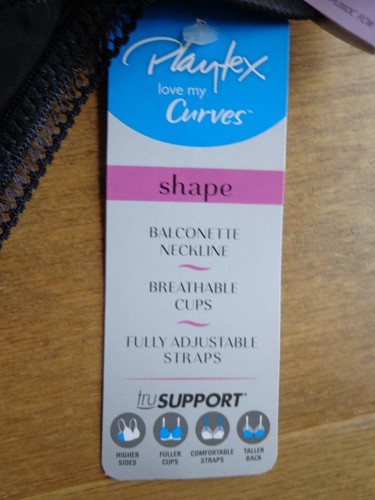 Playtex
love my
Curves™
shape
BALCONETTE
NECKLINE
BREATHABLE
CUPS
FULLY ADJUSTABLE
STRAPS
truSUPPORT®
HIGHER
SIDES
FULLER
CUPS
COMFORTABLE
STRAPS
TALLER
BACK